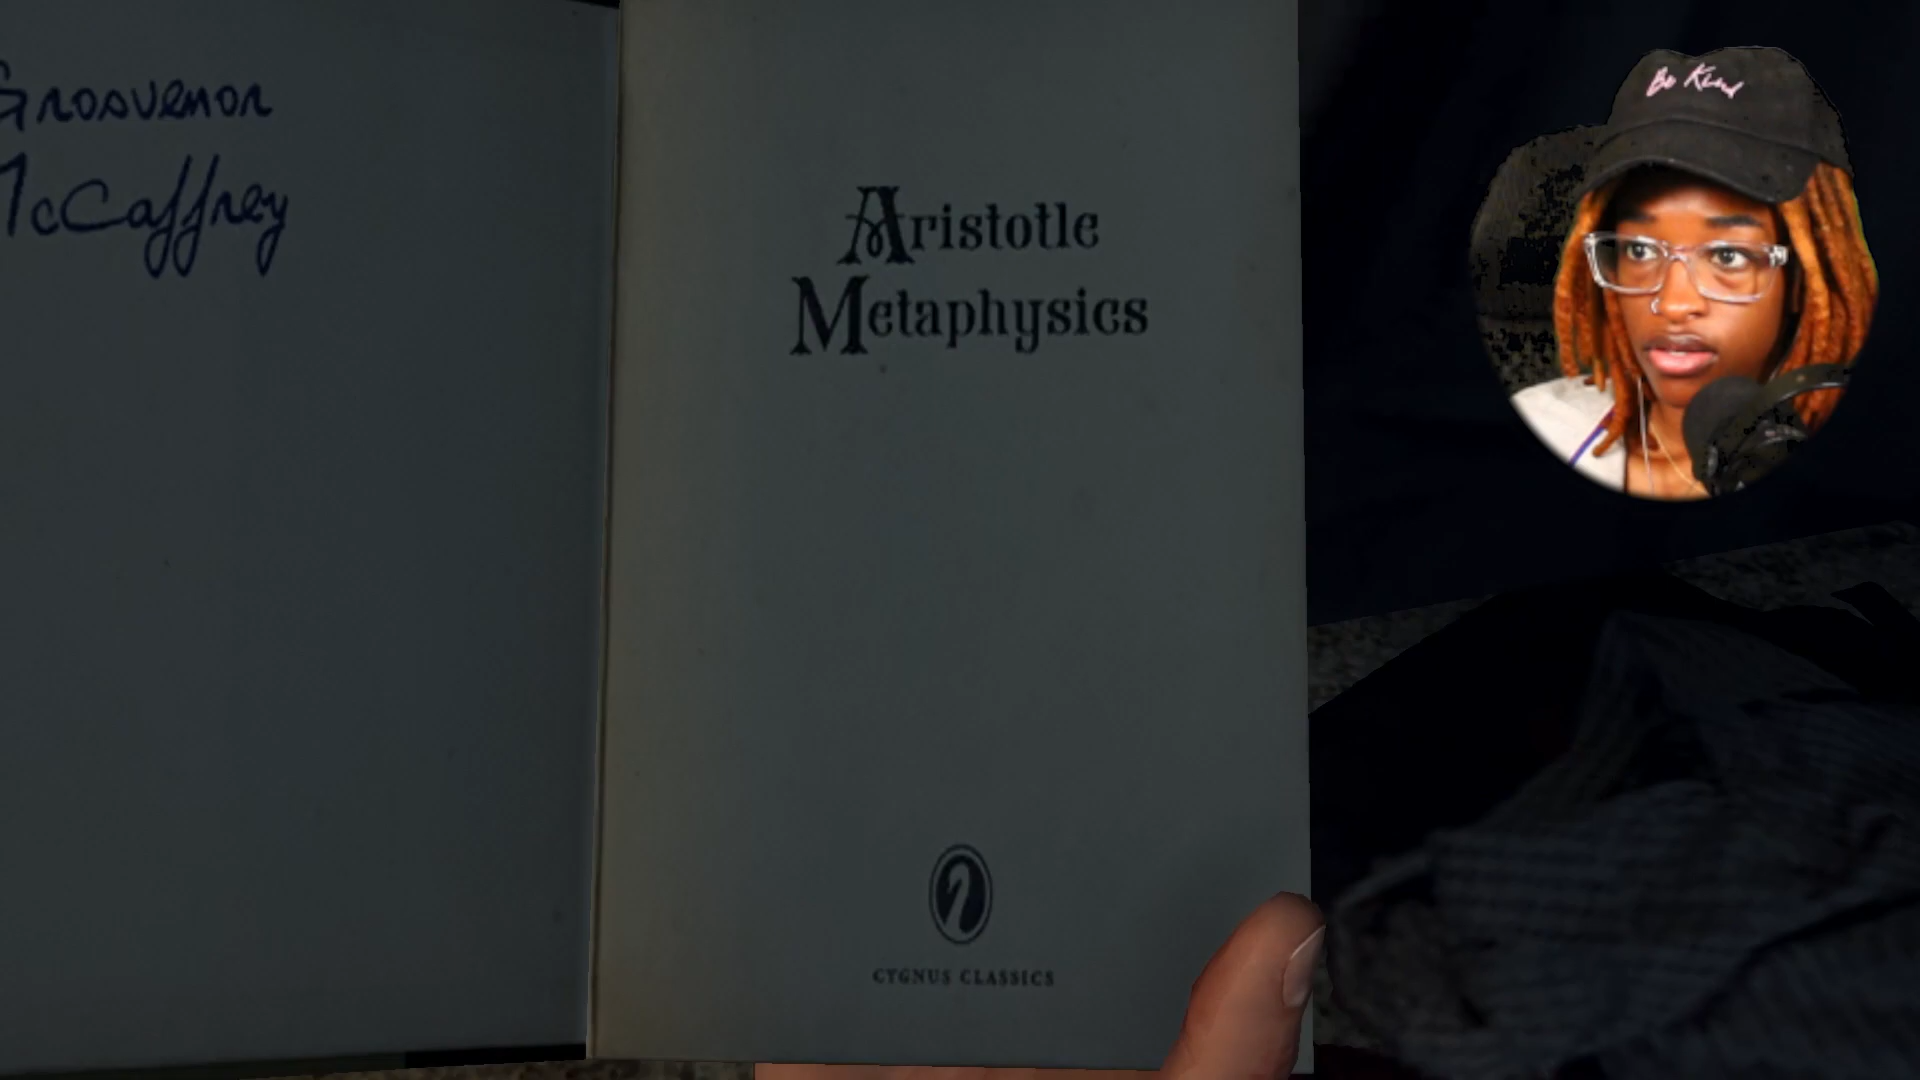 Grosvenor
McCaffrey
Aristotle
Metaphysics
CYGNUS CLASSICS
Be Kind